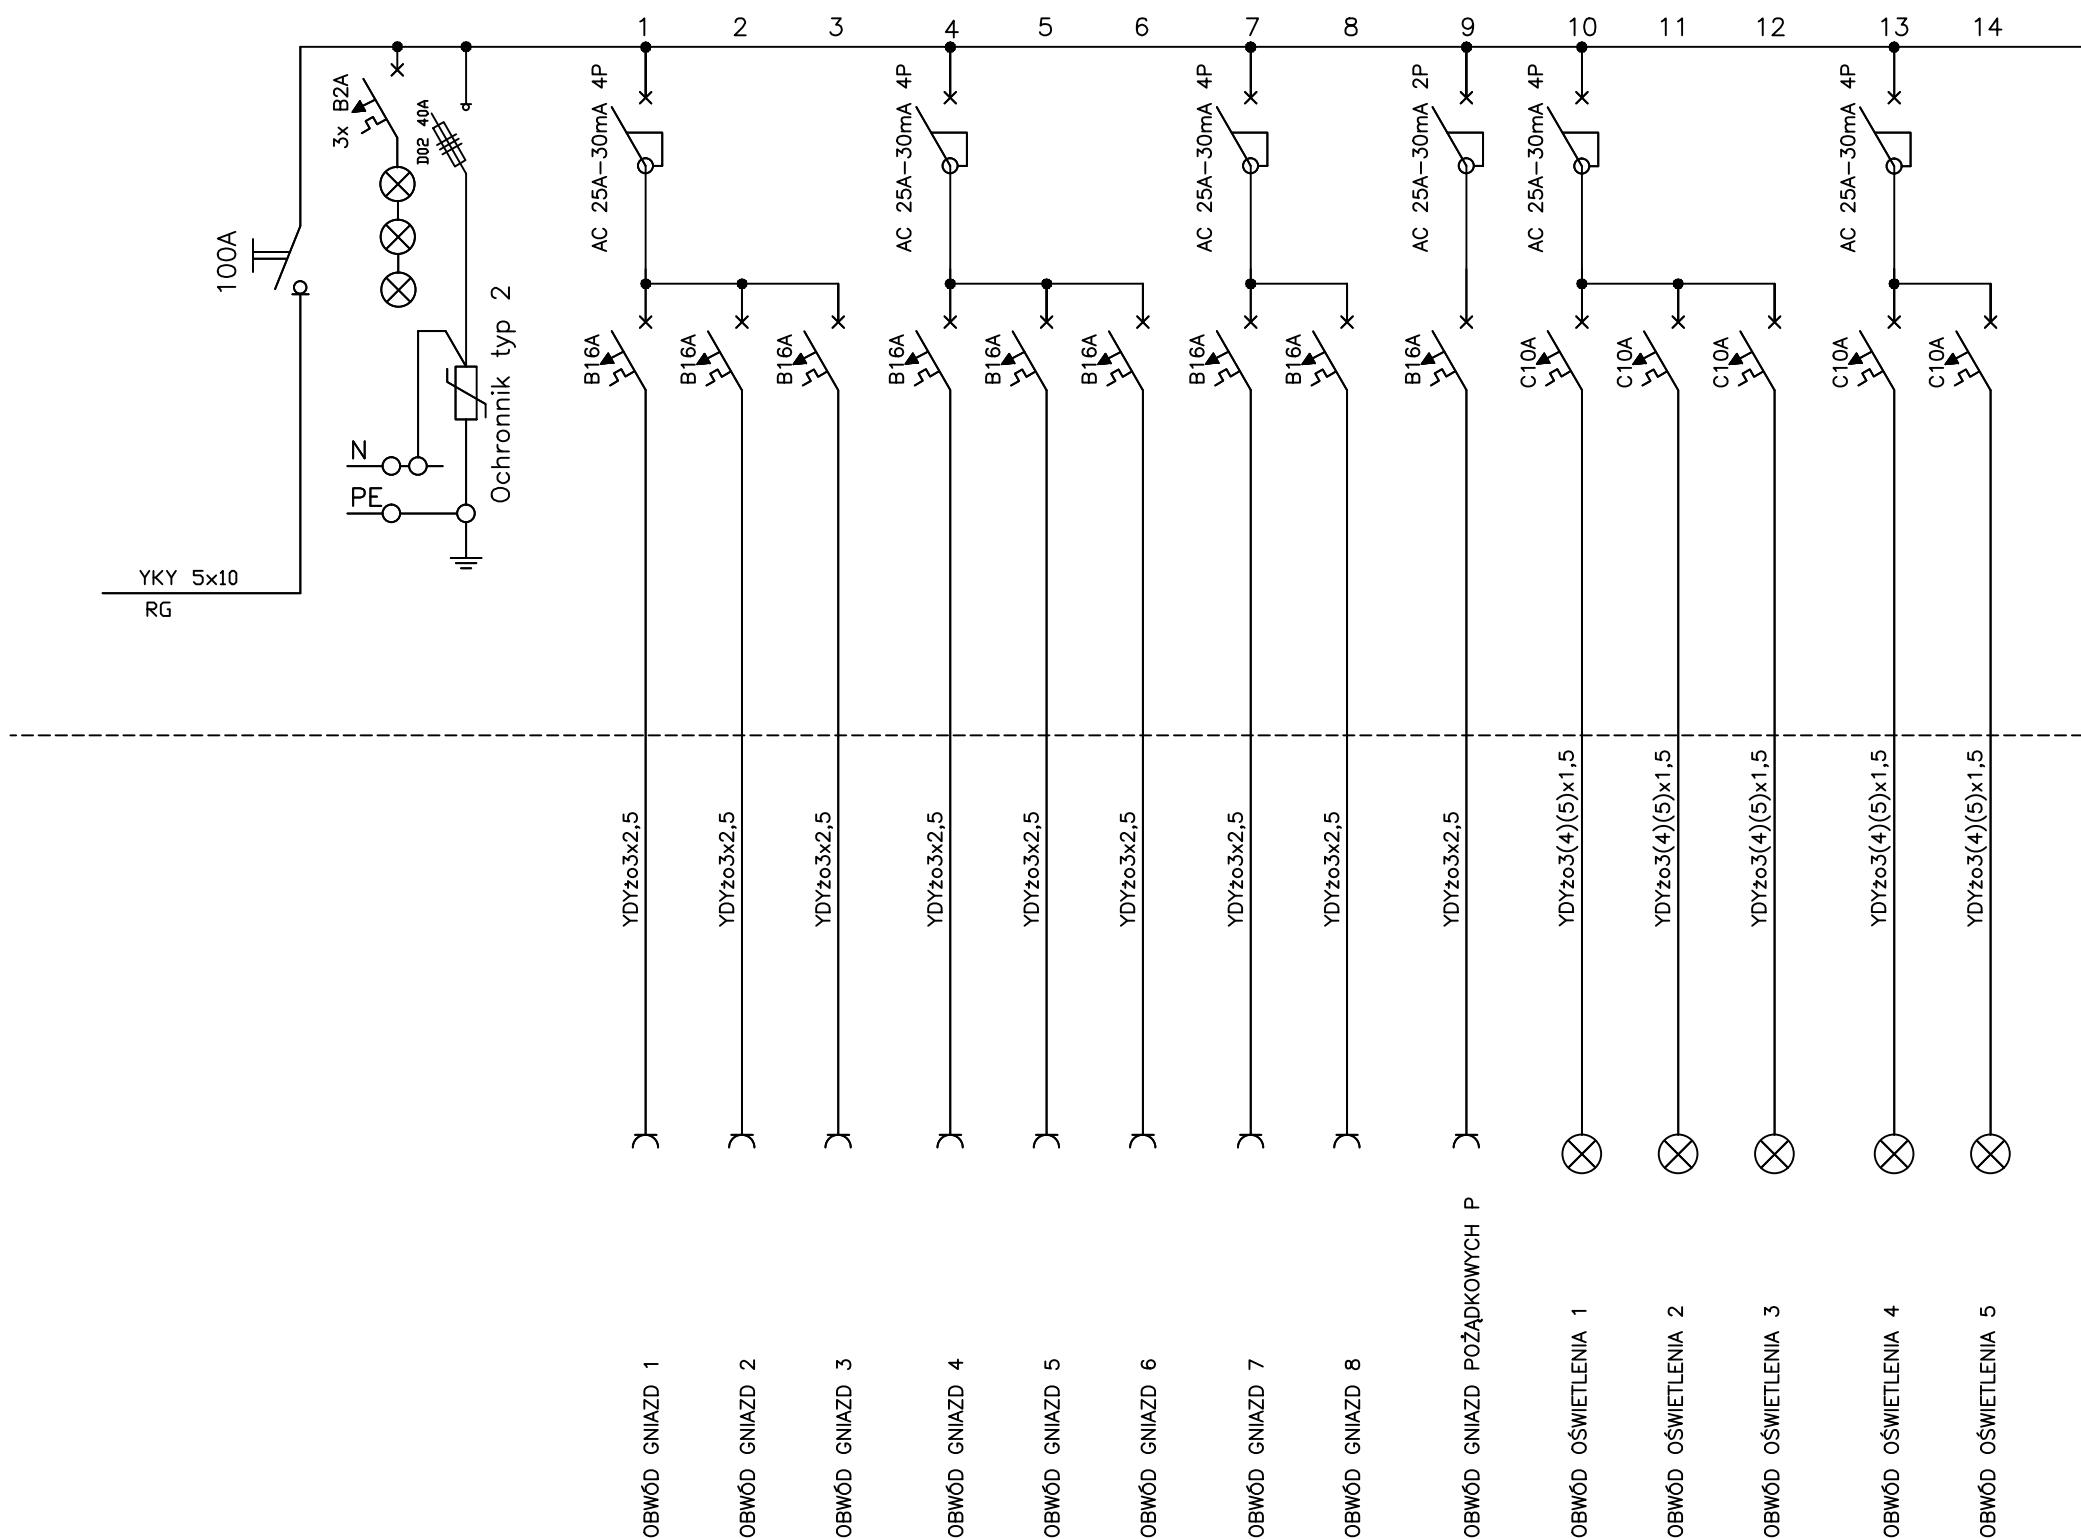 1 2 3 4 5 6 7 8 9 10 11 12 13 14
100A
3x B2A
D02 40A
AC 25A-30mA 4P
AC 25A-30mA 4P
AC 25A-30mA 4P
AC 25A-30mA 2P
AC 25A-30mA 4P
AC 25A-30mA 4P
Ochronnik typ 2
B16A
B16A
B16A
B16A
B16A
B16A
B16A
B16A
B16A
C10A
C10A
C10A
C10A
C10A
N
PE
YKY 5x10
RG
YDYżo3x2,5
YDYżo3x2,5
YDYżo3x2,5
YDYżo3x2,5
YDYżo3x2,5
YDYżo3x2,5
YDYżo3x2,5
YDYżo3x2,5
YDYżo3x2,5
YDYżo3(4)(5)x1,5
YDYżo3(4)(5)x1,5
YDYżo3(4)(5)x1,5
YDYżo3(4)(5)x1,5
YDYżo3(4)(5)x1,5
OBWÓD GNIAZD 1
OBWÓD GNIAZD 2
OBWÓD GNIAZD 3
OBWÓD GNIAZD 4
OBWÓD GNIAZD 5
OBWÓD GNIAZD 6
OBWÓD GNIAZD 7
OBWÓD GNIAZD 8
OBWÓD GNIAZD POŻĄDKOWYCH P
OBWÓD OŚWIETLENIA 1
OBWÓD OŚWIETLENIA 2
OBWÓD OŚWIETLENIA 3
OBWÓD OŚWIETLENIA 4
OBWÓD OŚWIETLENIA 5